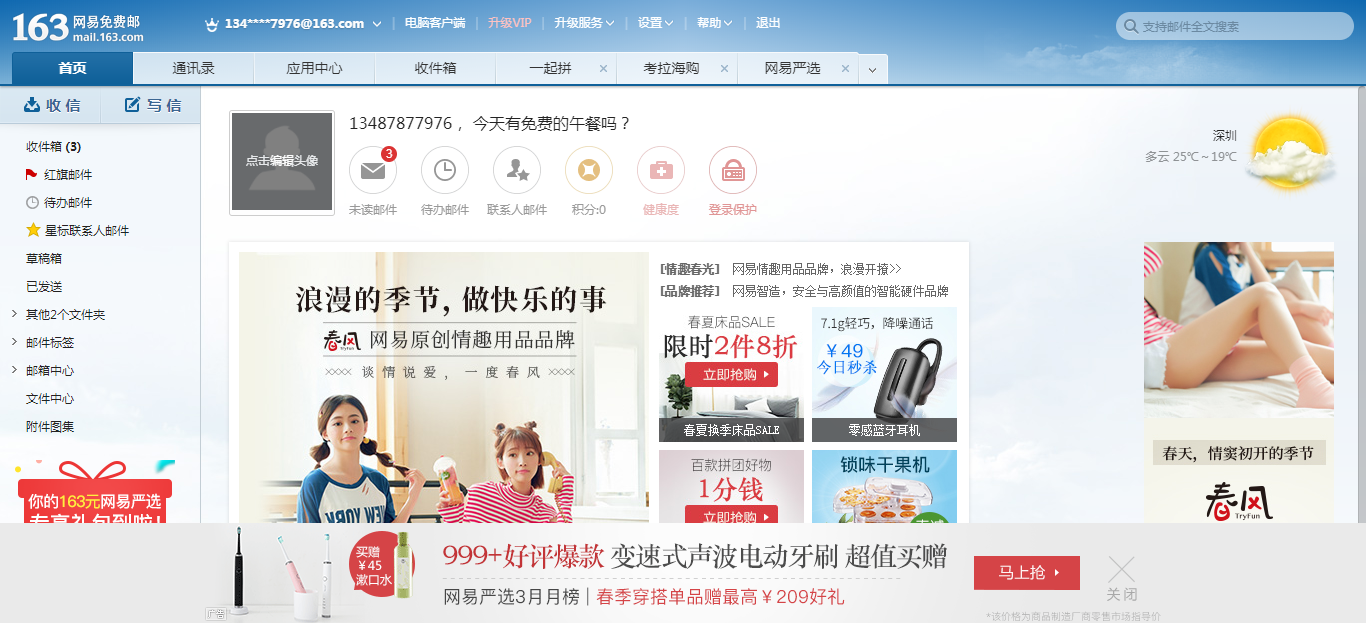 163 网易免费邮
mail.163.com
134****7976@163.com 电脑客户端 升级VIP 升级服务 设置 帮助 退出
支持邮件全文搜索
首页 通讯录 应用中心 收件箱 一起拼 考拉海购 网易严选
收信 写信
收件箱 (3)
红旗邮件
待办邮件
星标联系人邮件
草稿箱
已发送
其他2个文件夹
邮件标签
邮箱中心
文件中心
附件图集
你的163元网易严选
专享礼包到啦!
点击编辑头像
13487877976 ，今天有免费的午餐吗？
3
未读邮件 待办邮件 联系人邮件 积分:0 健康度 登录保护
深圳
多云 25℃～19℃
浪漫的季节, 做快乐的事
春风 TryFun 网易原创情趣用品品牌
谈情说爱，一度春风
NEW YORK
[情趣春光] 网易情趣用品品牌，浪漫开撩>>
[品牌推荐] 网易智造，安全与高颜值的智能硬件品牌
春夏床品SALE
限时2件8折
立即抢购
春夏换季床品SALE
7.1g轻巧，降噪通话
￥49
今日秒杀
零感蓝牙耳机
百款拼团好物
1分钱
立即抢购
锁味干果机
春天，情窦初开的季节
春风
TryFun
买赠
￥45
漱口水
999+好评爆款 变速式声波电动牙刷 超值买赠
网易严选3月月榜 | 春季穿搭单品赠最高￥209好礼
马上抢
关闭
广告
*该价格为商品制造厂商零售市场指导价